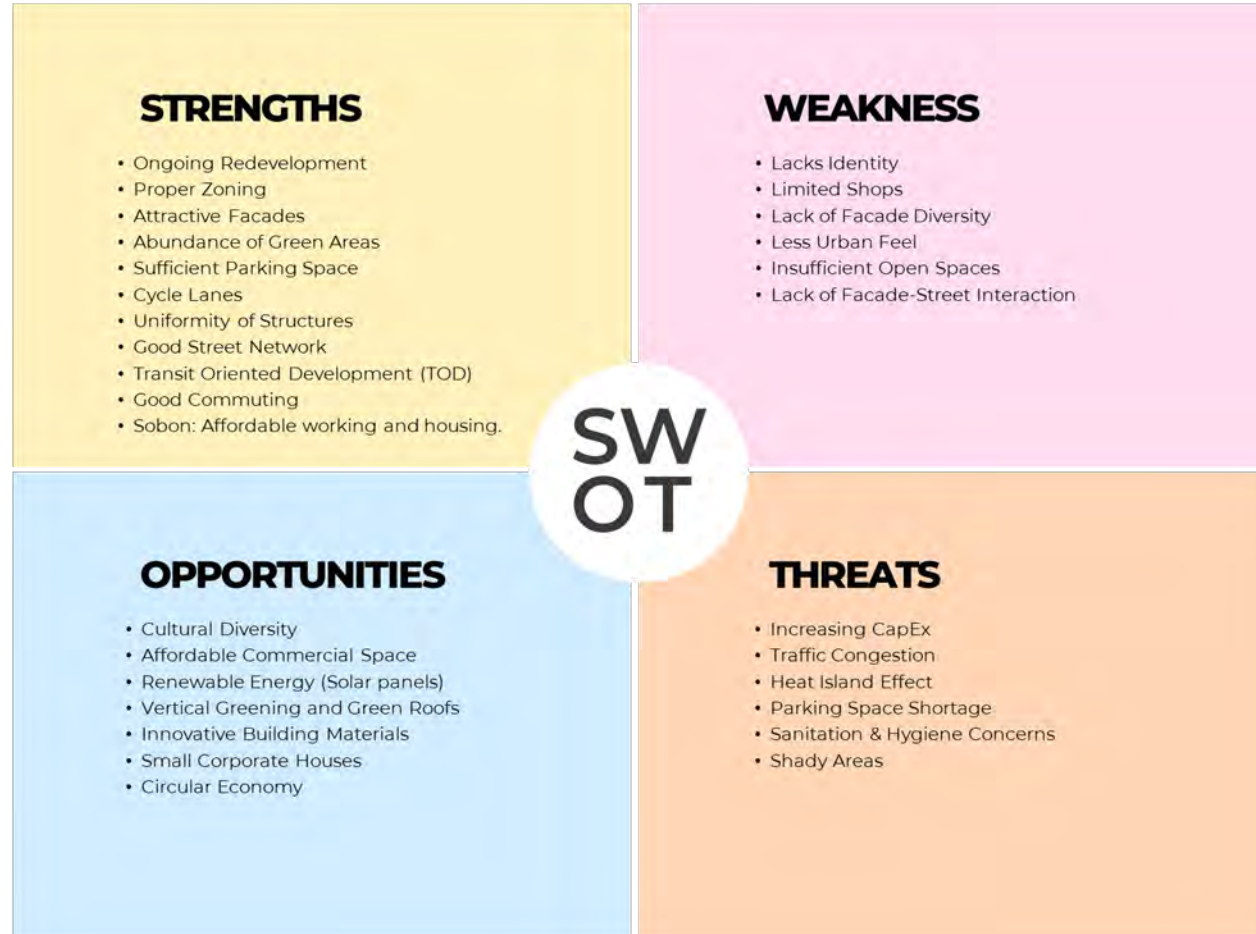 STRENGTHS
• Ongoing Redevelopment
• Proper Zoning
• Attractive Facades
• Abundance of Green Areas
• Sufficient Parking Space
• Cycle Lanes
• Uniformity of Structures
• Good Street Network
• Transit Oriented Development (TOD)
• Good Commuting
• Sobon: Affordable working and housing.
WEAKNESS
• Lacks Identity
• Limited Shops
• Lack of Facade Diversity
• Less Urban Feel
• Insufficient Open Spaces
• Lack of Facade-Street Interaction
SW
OT
OPPORTUNITIES
• Cultural Diversity
• Affordable Commercial Space
• Renewable Energy (Solar panels)
• Vertical Greening and Green Roofs
• Innovative Building Materials
• Small Corporate Houses
• Circular Economy
THREATS
• Increasing CapEx
• Traffic Congestion
• Heat Island Effect
• Parking Space Shortage
• Sanitation & Hygiene Concerns
• Shady Areas